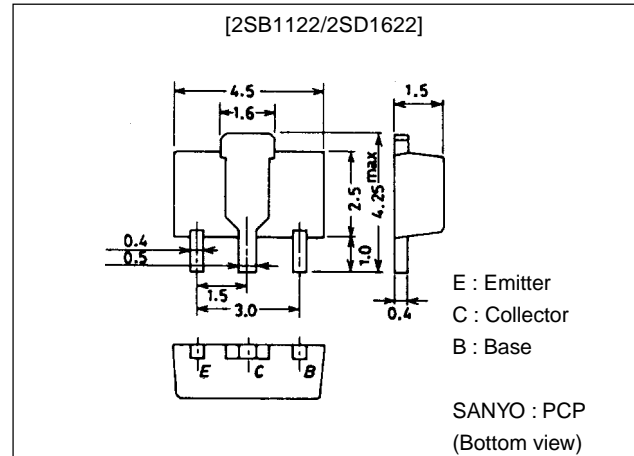 [2SB1122/2SD1622]
4.5
1.6
1.5
2.5
4.25max
1.0
0.4
0.5
1.5
3.0
0.4
E : Emitter
C : Collector
B : Base
E C B
SANYO : PCP
(Bottom view)